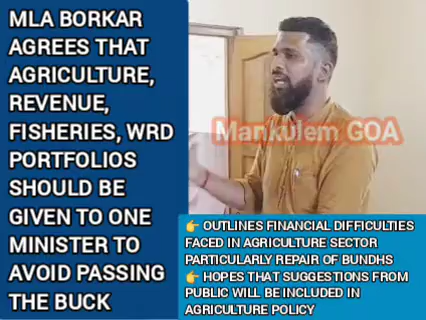 MLA BORKAR
AGREES THAT
AGRICULTURE,
REVENUE,
FISHERIES, WRD
PORTFOLIOS
SHOULD BE
GIVEN TO ONE
MINISTER TO
AVOID PASSING
THE BUCK
Mankulem GOA
👉 OUTLINES FINANCIAL DIFFICULTIES
FACED IN AGRICULTURE SECTOR
PARTICULARLY REPAIR OF BUNDHS
👉 HOPES THAT SUGGESTIONS FROM
PUBLIC WILL BE INCLUDED IN
AGRICULTURE POLICY